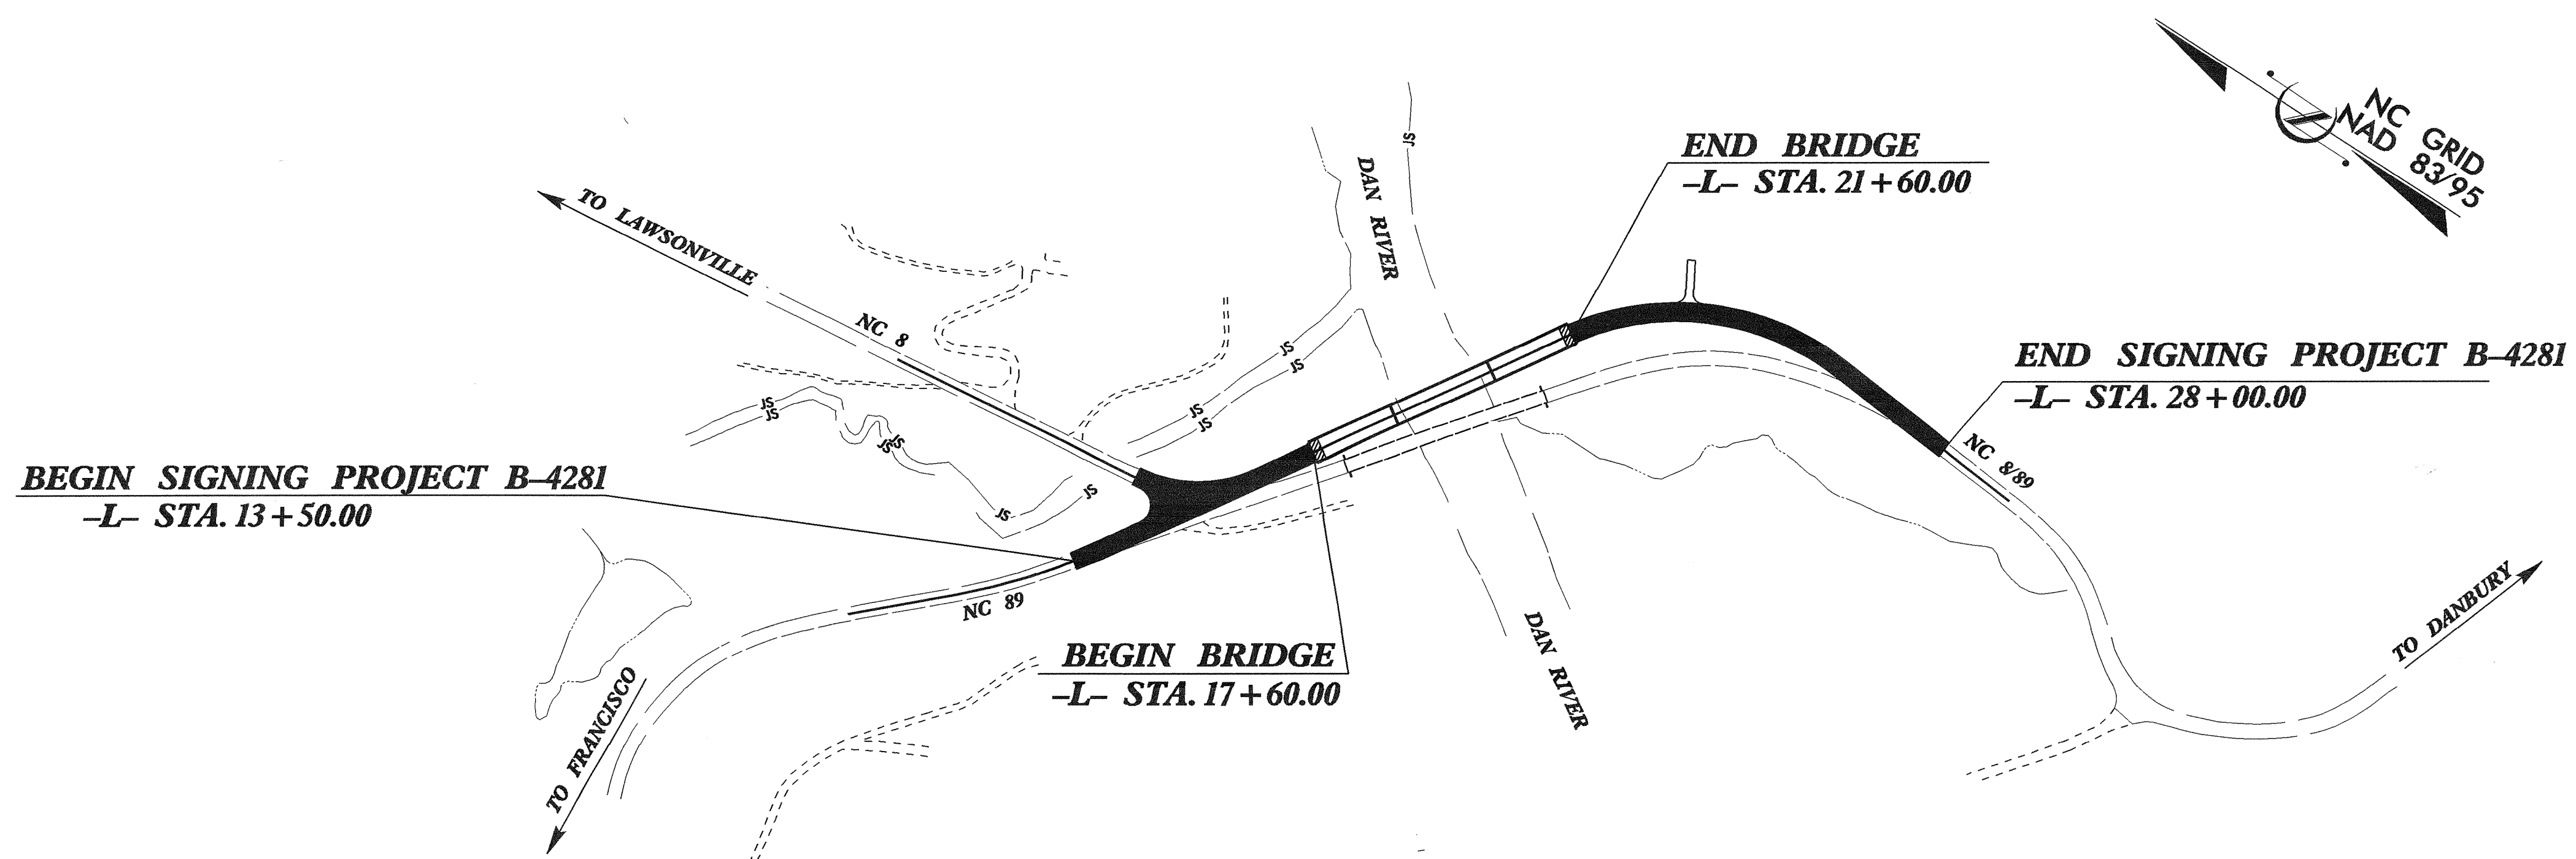 NC GRID
NAD 83/95
END BRIDGE
–L– STA. 21+60.00
DAN RIVER
JS
TO LAWSONVILLE
NC 8
END SIGNING PROJECT B–4281
–L– STA. 28+00.00
JS
JS
JS
JS
JS
JS
JS
JS
NC 8/89
BEGIN SIGNING PROJECT B–4281
–L– STA. 13+50.00
JS
JS
NC 89
TO DANBURY
BEGIN BRIDGE
–L– STA. 17+60.00
DAN RIVER
TO FRANCISCO